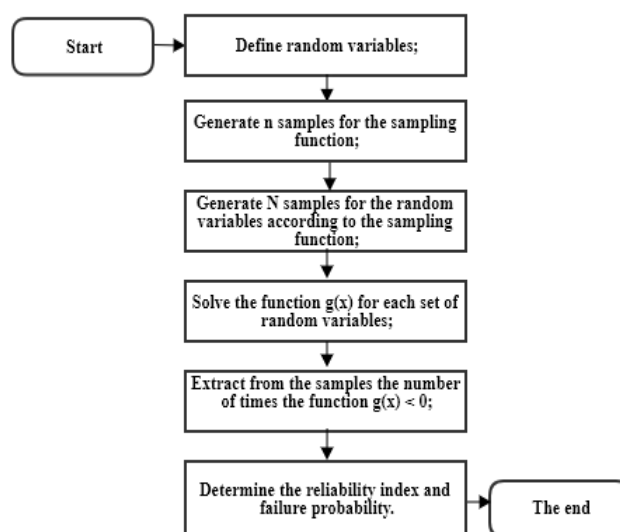 Start
Define random variables;
Generate n samples for the sampling
function;
Generate N samples for the random
variables according to the sampling
function;
Solve the function g(x) for each set of
random variables;
Extract from the samples the number
of times the function g(x) < 0;
Determine the reliability index and
failure probability.
The end